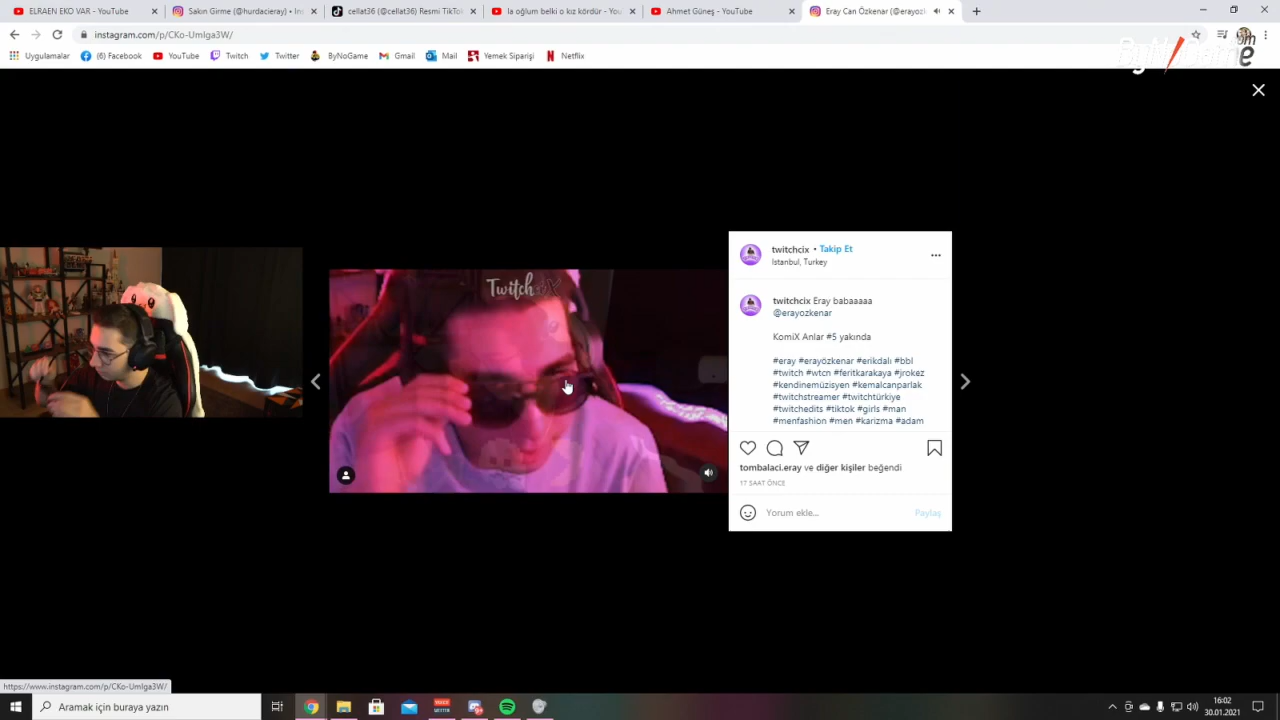 ELRAEN EKO VAR - YouTube
Sakın Girme (@hurdacieray) • Ins
cellat36 (@cellat36) Resmi TikTo
la oğlum belki o kız kördür - You
Ahmet Güneş - YouTube
Eray Can Özkenar (@erayoz
instagram.com/p/CKo-UmIga3W/
Uygulamalar
(6) Facebook
YouTube
Twitch
Twitter
ByNoGame
Gmail
Mail
Yemek Siparişi
Netflix
twitchcix • Takip Et
Istanbul, Turkey
twitchcix Eray babaaaaa
@erayozkenar
KomiX Anlar #5 yakında
#eray #erayözkenar #erikdalı #bbl
#twitch #wtcn #feritkarakaya #jrokez
#kendinemüzisyen #kemalcanparlak
#twitchstreamer #twitchtürkiye
#twitchedits #tiktok #girls #man
#menfashion #men #karizma #adam
tombalaci.eray ve diğer kişiler beğendi
17 SAAT ÖNCE
Yorum ekle...
Paylaş
https://www.instagram.com/p/CKo-UmIga3W/
Aramak için buraya yazın
16:02
30.01.2021